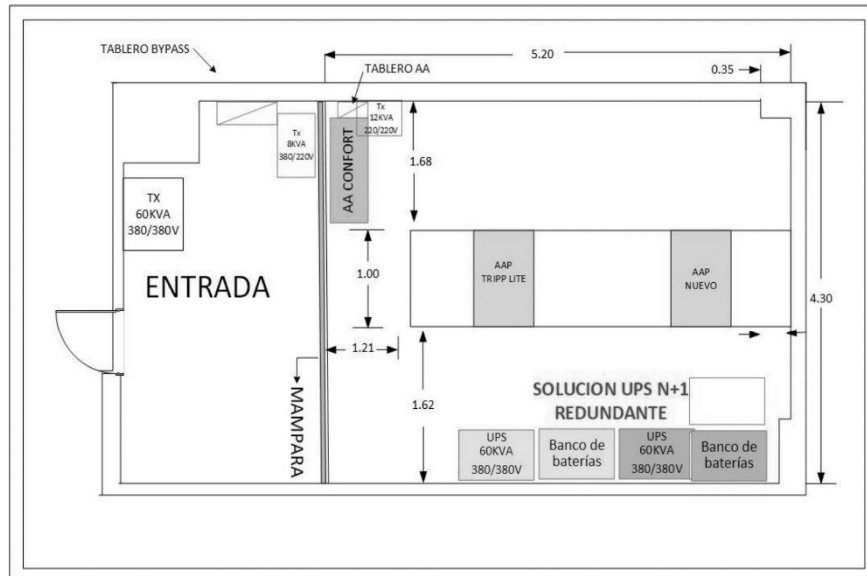 TABLERO BYPASS
5.20
TABLERO AA
0.35
Tx
8KVA
380/220V
Tx
12KVA
220/220V
AA CONFORT
1.68
TX
60KVA
380/380V
ENTRADA
1.00
AAP
TRIPP LITE
AAP
NUEVO
4.30
1.21
MAMPARA
1.62
SOLUCION UPS N+1
REDUNDANTE
UPS
60KVA
380/380V
Banco de
baterías
UPS
60KVA
380/380V
Banco de
baterías